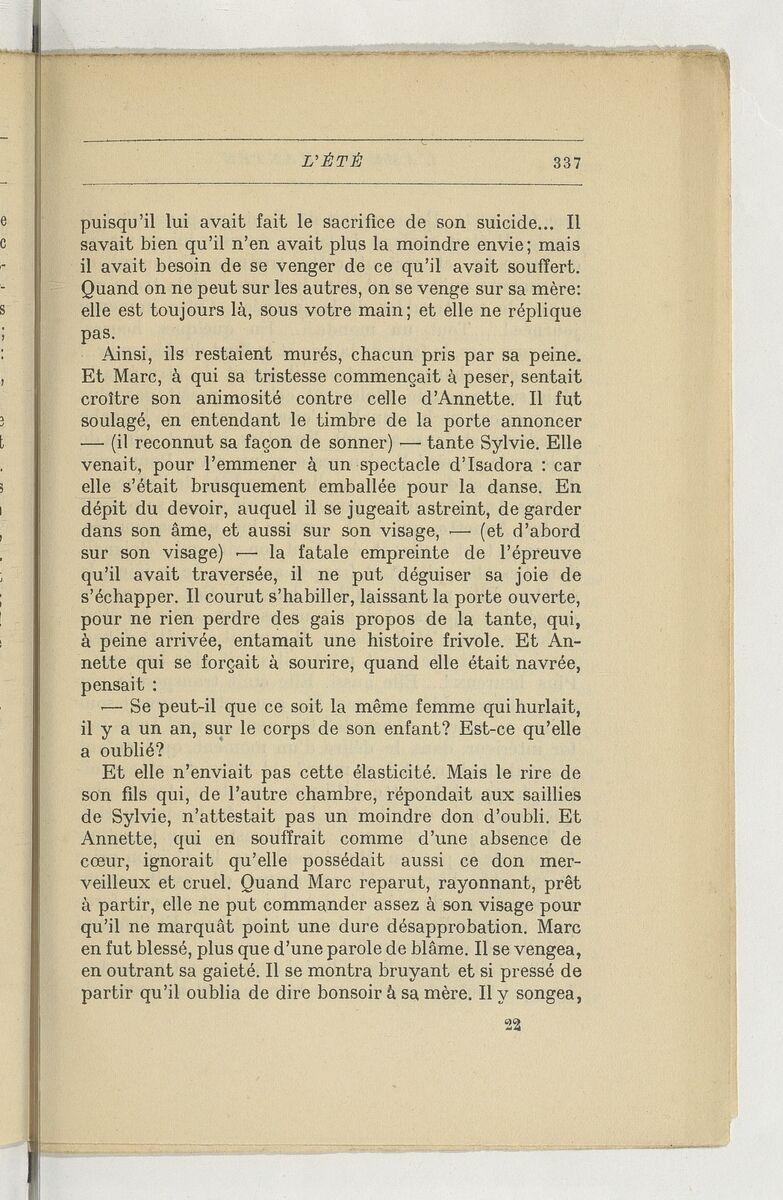 L'ÉTÉ 337
puisqu'il lui avait fait le sacrifice de son suicide... Il
savait bien qu'il n'en avait plus la moindre envie; mais
il avait besoin de se venger de ce qu'il avait souffert.
Quand on ne peut sur les autres, on se venge sur sa mère:
elle est toujours là, sous votre main; et elle ne réplique
pas.
Ainsi, ils restaient murés, chacun pris par sa peine.
Et Marc, à qui sa tristesse commençait à peser, sentait
croître son animosité contre celle d'Annette. Il fut
soulagé, en entendant le timbre de la porte annoncer
— (il reconnut sa façon de sonner) — tante Sylvie. Elle
venait, pour l'emmener à un spectacle d'Isadora : car
elle s'était brusquement emballée pour la danse. En
dépit du devoir, auquel il se jugeait astreint, de garder
dans son âme, et aussi sur son visage, — (et d'abord
sur son visage) — la fatale empreinte de l'épreuve
qu'il avait traversée, il ne put déguiser sa joie de
s'échapper. Il courut s'habiller, laissant la porte ouverte,
pour ne rien perdre des gais propos de la tante, qui,
à peine arrivée, entamait une histoire frivole. Et An-
nette qui se forçait à sourire, quand elle était navrée,
pensait :
— Se peut-il que ce soit la même femme qui hurlait,
il y a un an, sur le corps de son enfant? Est-ce qu'elle
a oublié?
Et elle n'enviait pas cette élasticité. Mais le rire de
son fils qui, de l'autre chambre, répondait aux saillies
de Sylvie, n'attestait pas un moindre don d'oubli. Et
Annette, qui en souffrait comme d'une absence de
cœur, ignorait qu'elle possédait aussi ce don mer-
veilleux et cruel. Quand Marc reparut, rayonnant, prêt
à partir, elle ne put commander assez à son visage pour
qu'il ne marquât point une dure désapprobation. Marc
en fut blessé, plus que d'une parole de blâme. Il se vengea,
en outrant sa gaieté. Il se montra bruyant et si pressé de
partir qu'il oublia de dire bonsoir à sa mère. Il y songea,
22